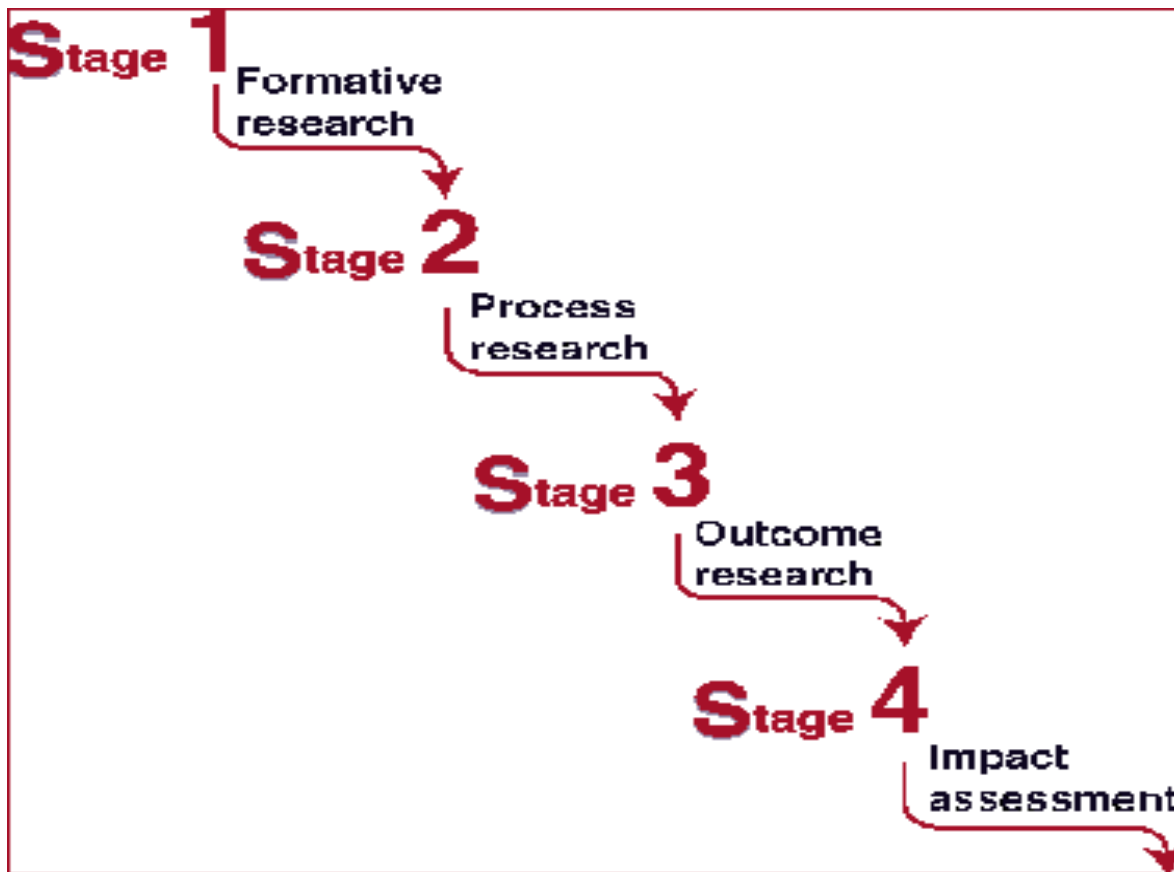 Stage 1
Formative
research
Stage 2
Process
research
Stage 3
Outcome
research
Stage 4
Impact
assessment